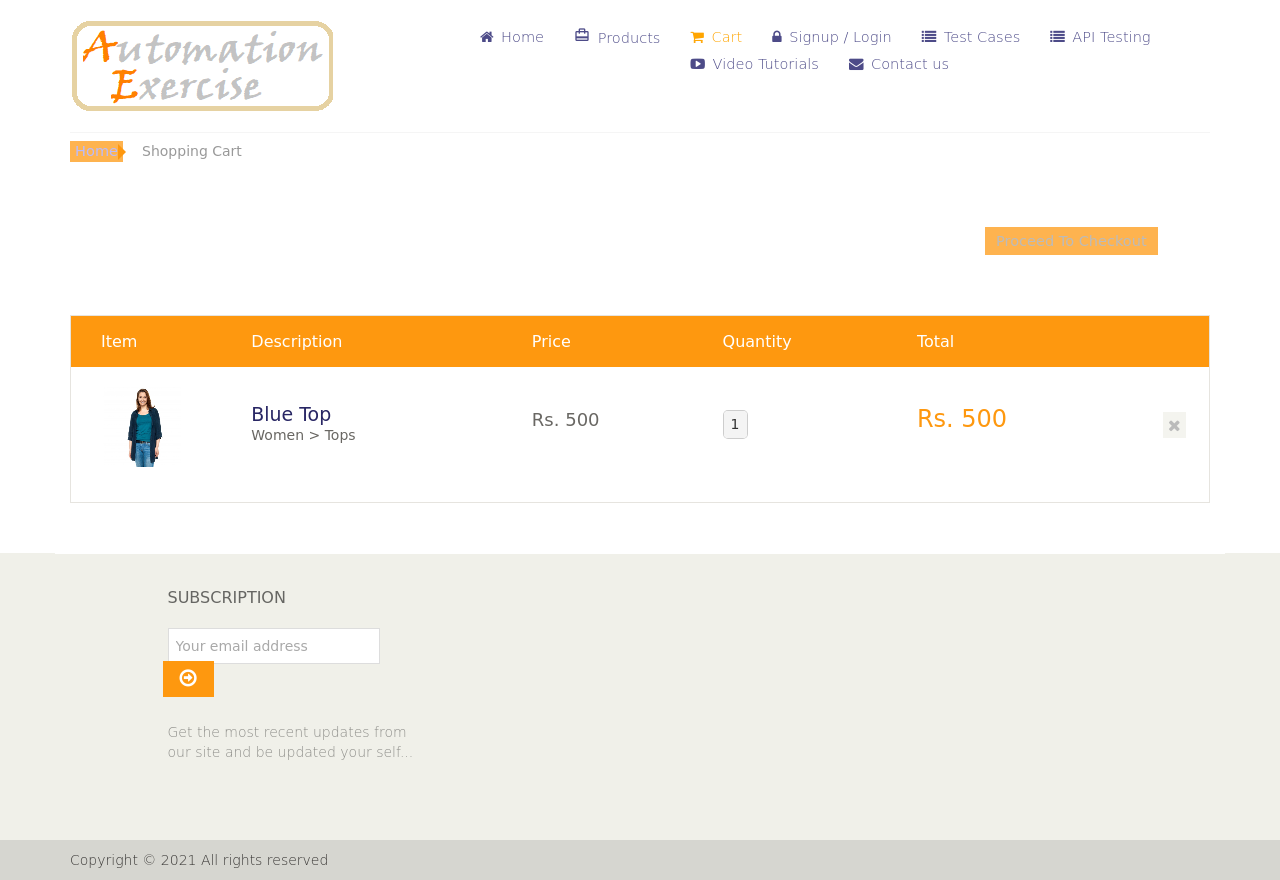 Automation
Exercise
Home
Products
Cart
Signup / Login
Test Cases
API Testing
Video Tutorials
Contact us
Home
Shopping Cart
Proceed To Checkout
Item Description Price Quantity Total
Blue Top
Women > Tops
Rs. 500
1
Rs. 500
SUBSCRIPTION
Your email address
Get the most recent updates from
our site and be updated your self...
Copyright © 2021 All rights reserved